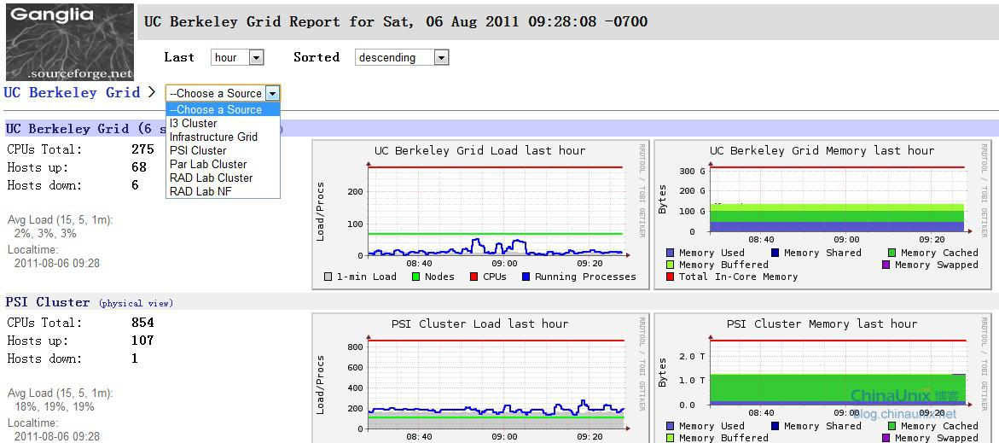 Ganglia
.sourceforge.net
UC Berkeley Grid Report for Sat, 06 Aug 2011 09:28:08 -0700
Last hour Sorted descending
UC Berkeley Grid > --Choose a Source
--Choose a Source
I3 Cluster
Infrastructure Grid
PSI Cluster
Par Lab Cluster
RAD Lab Cluster
RAD Lab NF
UC Berkeley Grid (6 s
CPUs Total: 275
Hosts up: 68
Hosts down: 6
Avg Load (15, 5, 1m):
2%, 3%, 3%
Localtime:
2011-08-06 09:28
UC Berkeley Grid Load last hour
RRDTOOL / TOBI OETIKER
Load/Procs
200
100
0
08:40 09:00 09:20
1-min Load Nodes CPUs Running Processes
UC Berkeley Grid Memory last hour
RRDTOOL / TOBI OETIKER
Bytes
300 G
200 G
100 G
0
08:40 09:00 09:20
Memory Used Memory Shared Memory Cached
Memory Buffered Memory Swapped
Total In-Core Memory
PSI Cluster (physical view)
CPUs Total: 854
Hosts up: 107
Hosts down: 1
Avg Load (15, 5, 1m):
18%, 19%, 19%
Localtime:
2011-08-06 09:28
PSI Cluster Load last hour
RRDTOOL / TOBI OETIKER
Load/Procs
800
600
400
200
0
08:40 09:00 09:20
PSI Cluster Memory last hour
RRDTOOL / TOBI OETIKER
Bytes
2.0 T
1.0 T
0.0
08:40 09:00 09:20
Memory Used Memory Shared Memory Cached
Memory Buffered Memory Swapped
ChinaUnix 博客
blog.chinaunix.net